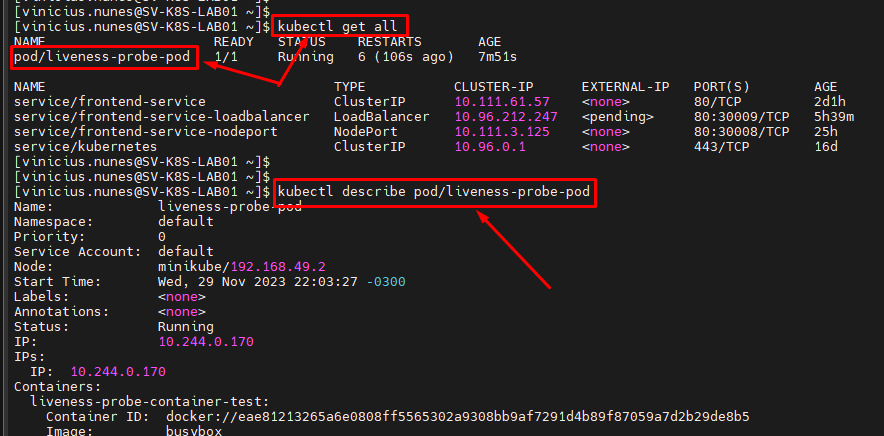 [vinicius.nunes@SV-K8S-LAB01 ~]$
[vinicius.nunes@SV-K8S-LAB01 ~]$ kubectl get all
NAME READY STATUS RESTARTS AGE
pod/liveness-probe-pod 1/1 Running 6 (106s ago) 7m51s
NAME TYPE CLUSTER-IP EXTERNAL-IP PORT(S) AGE
service/frontend-service ClusterIP 10.111.61.57 <none> 80/TCP 2d1h
service/frontend-service-loadbalancer LoadBalancer 10.96.212.247 <pending> 80:30009/TCP 5h39m
service/frontend-service-nodeport NodePort 10.111.3.125 <none> 80:30008/TCP 25h
service/kubernetes ClusterIP 10.96.0.1 <none> 443/TCP 16d
[vinicius.nunes@SV-K8S-LAB01 ~]$
[vinicius.nunes@SV-K8S-LAB01 ~]$
[vinicius.nunes@SV-K8S-LAB01 ~]$ kubectl describe pod/liveness-probe-pod
Name: liveness-probe-pod
Namespace: default
Priority: 0
Service Account: default
Node: minikube/192.168.49.2
Start Time: Wed, 29 Nov 2023 22:03:27 -0300
Labels: <none>
Annotations: <none>
Status: Running
IP: 10.244.0.170
IPs:
IP: 10.244.0.170
Containers:
liveness-probe-container-test:
Container ID: docker://eae81213265a6e0808ff5565302a9308bb9af7291d4b89f87059a7d2b29de8b5
Image: busybox